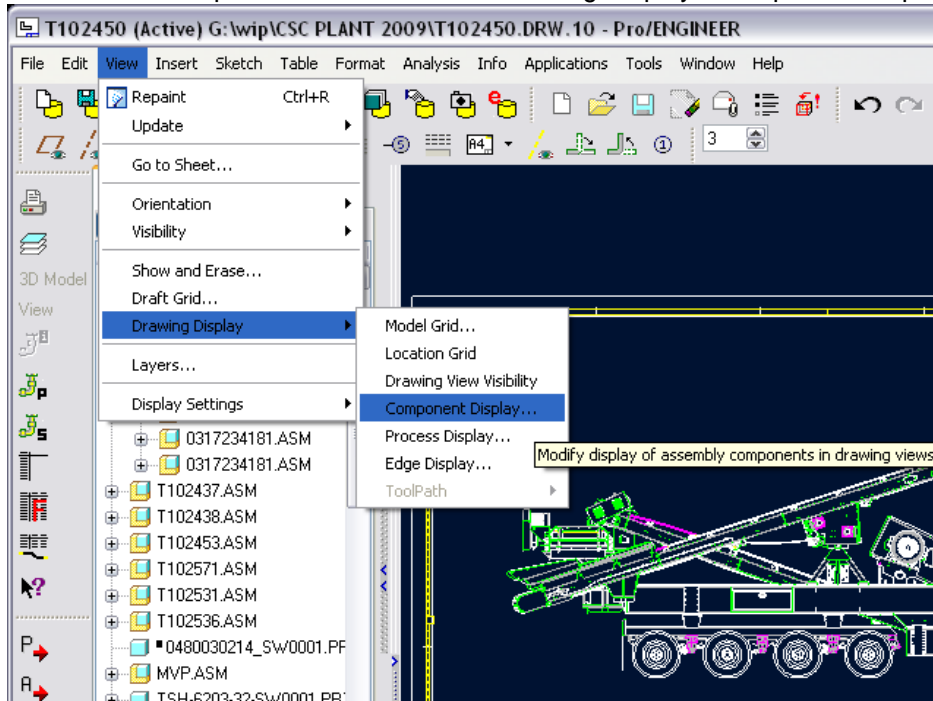 T102450 (Active) G:\wip\CSC PLANT 2009\T102450.DRW.10 - Pro/ENGINEER
File Edit View Insert Sketch Table Format Analysis Info Applications Tools Window Help
Repaint Ctrl+R
Update
Go to Sheet...
Orientation
Visibility
Show and Erase...
Draft Grid...
Drawing Display
Layers...
Display Settings
Model Grid...
Location Grid
Drawing View Visibility
Component Display...
Process Display...
Edge Display...
ToolPath
Modify display of assembly components in drawing views
3
3D Model
View
0317234181.ASM
0317234181.ASM
T102437.ASM
T102438.ASM
T102453.ASM
T102571.ASM
T102531.ASM
T102536.ASM
0480030214_SW0001.PR
MVP.ASM